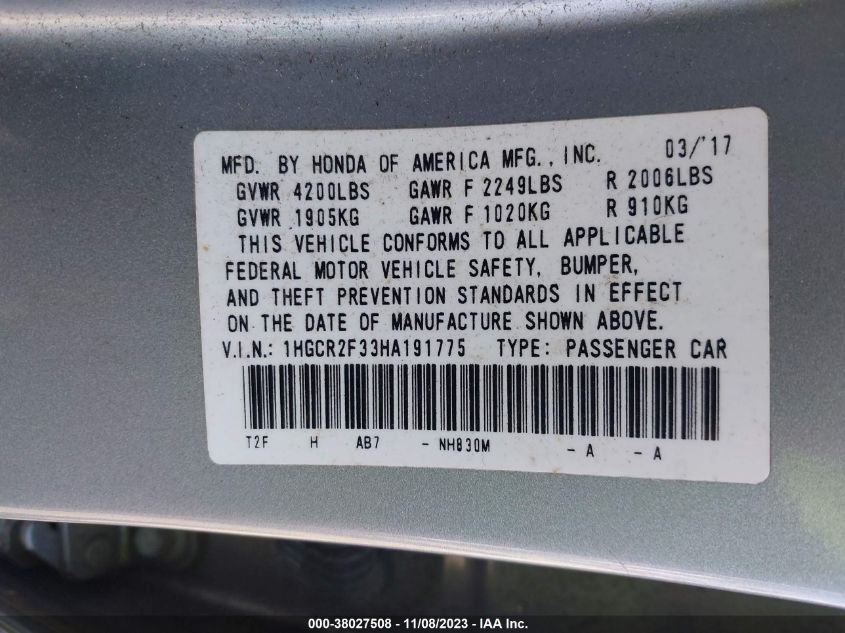 MFD. BY HONDA OF AMERICA MFG., INC. 03/'17
GVWR 4200LBS GAWR F 2249LBS R 2006LBS
GVWR 1905KG GAWR F 1020KG R 910KG
THIS VEHICLE CONFORMS TO ALL APPLICABLE
FEDERAL MOTOR VEHICLE SAFETY, BUMPER,
AND THEFT PREVENTION STANDARDS IN EFFECT
ON THE DATE OF MANUFACTURE SHOWN ABOVE.
V.I.N.: 1HGCR2F33HA191775 TYPE: PASSENGER CAR
T2F H AB7 - NH830M - A - A
000-38027508 - 11/08/2023 - IAA Inc.